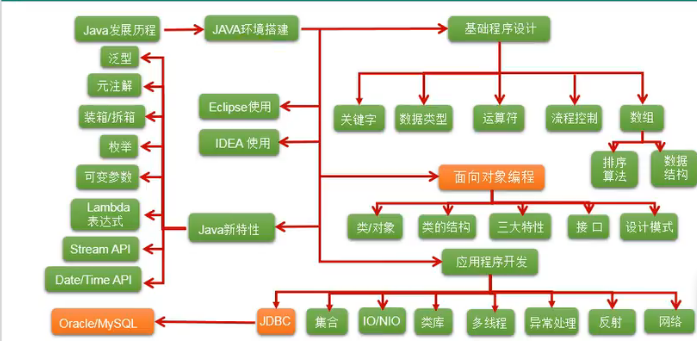 Java发展历程
JAVA环境搭建
基础程序设计
泛型
元注解
装箱/拆箱
枚举
可变参数
Lambda
表达式
Stream API
Date/Time API
Eclipse使用
IDEA 使用
Java新特性
关键字
数据类型
运算符
流程控制
数组
排序
算法
数据
结构
面向对象编程
类/对象
类的结构
三大特性
接 口
设计模式
应用程序开发
Oracle/MySQL
JDBC
集合
IO/NIO
类库
多线程
异常处理
反射
网络